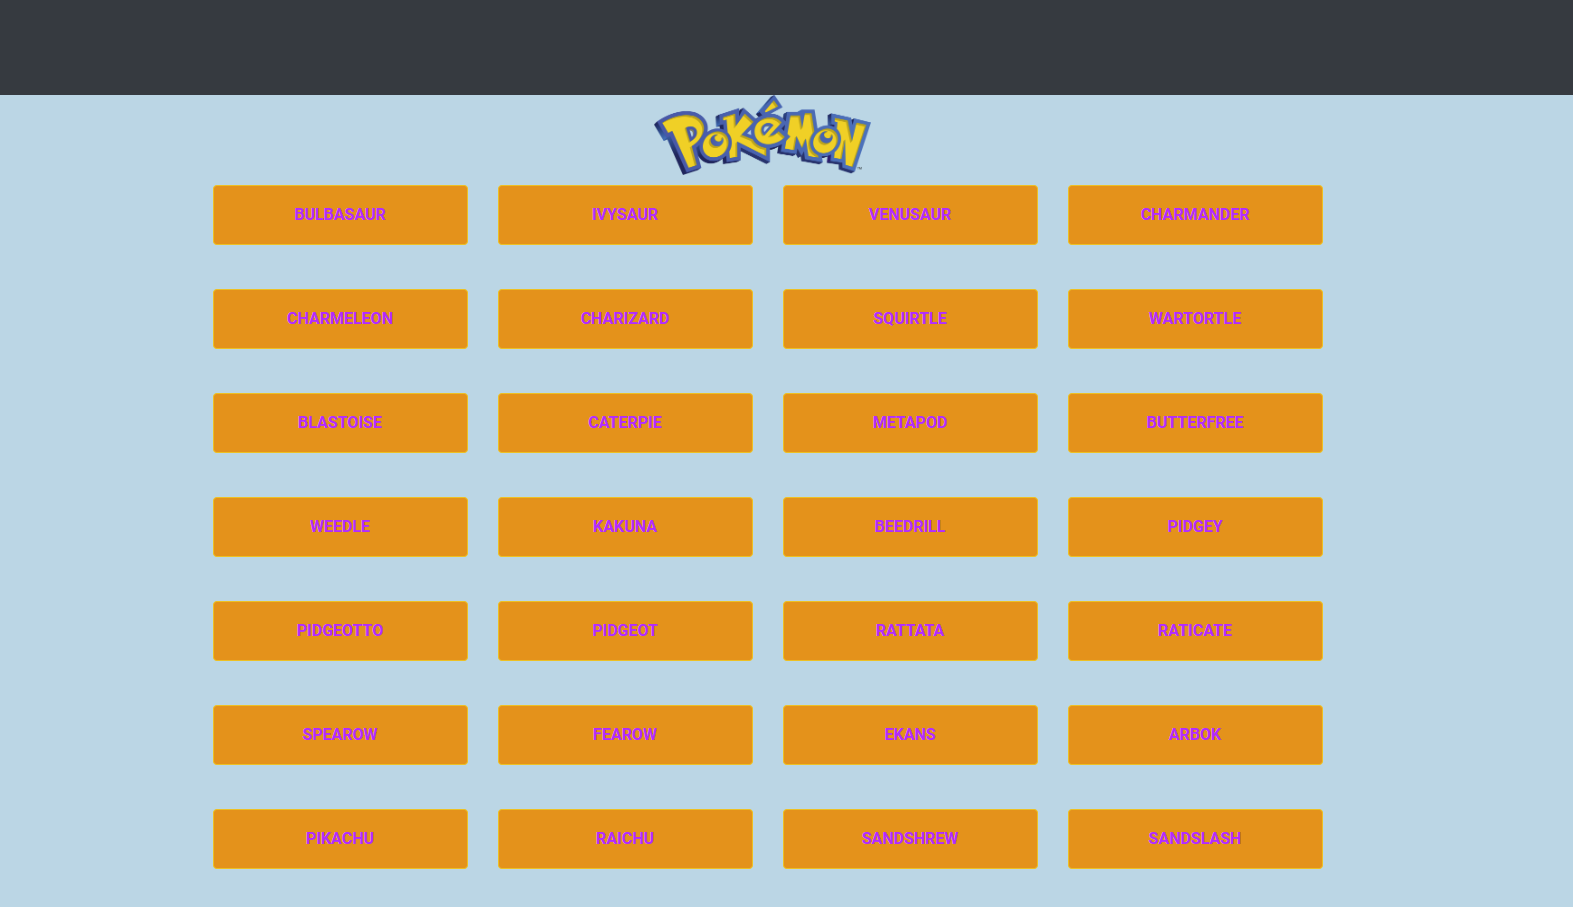 POKéMON
BULBASAUR IVYSAUR VENUSAUR CHARMANDER
CHARMELEON CHARIZARD SQUIRTLE WARTORTLE
BLASTOISE CATERPIE METAPOD BUTTERFREE
WEEDLE KAKUNA BEEDRILL PIDGEY
PIDGEOTTO PIDGEOT RATTATA RATICATE
SPEAROW FEAROW EKANS ARBOK
PIKACHU RAICHU SANDSHREW SANDSLASH